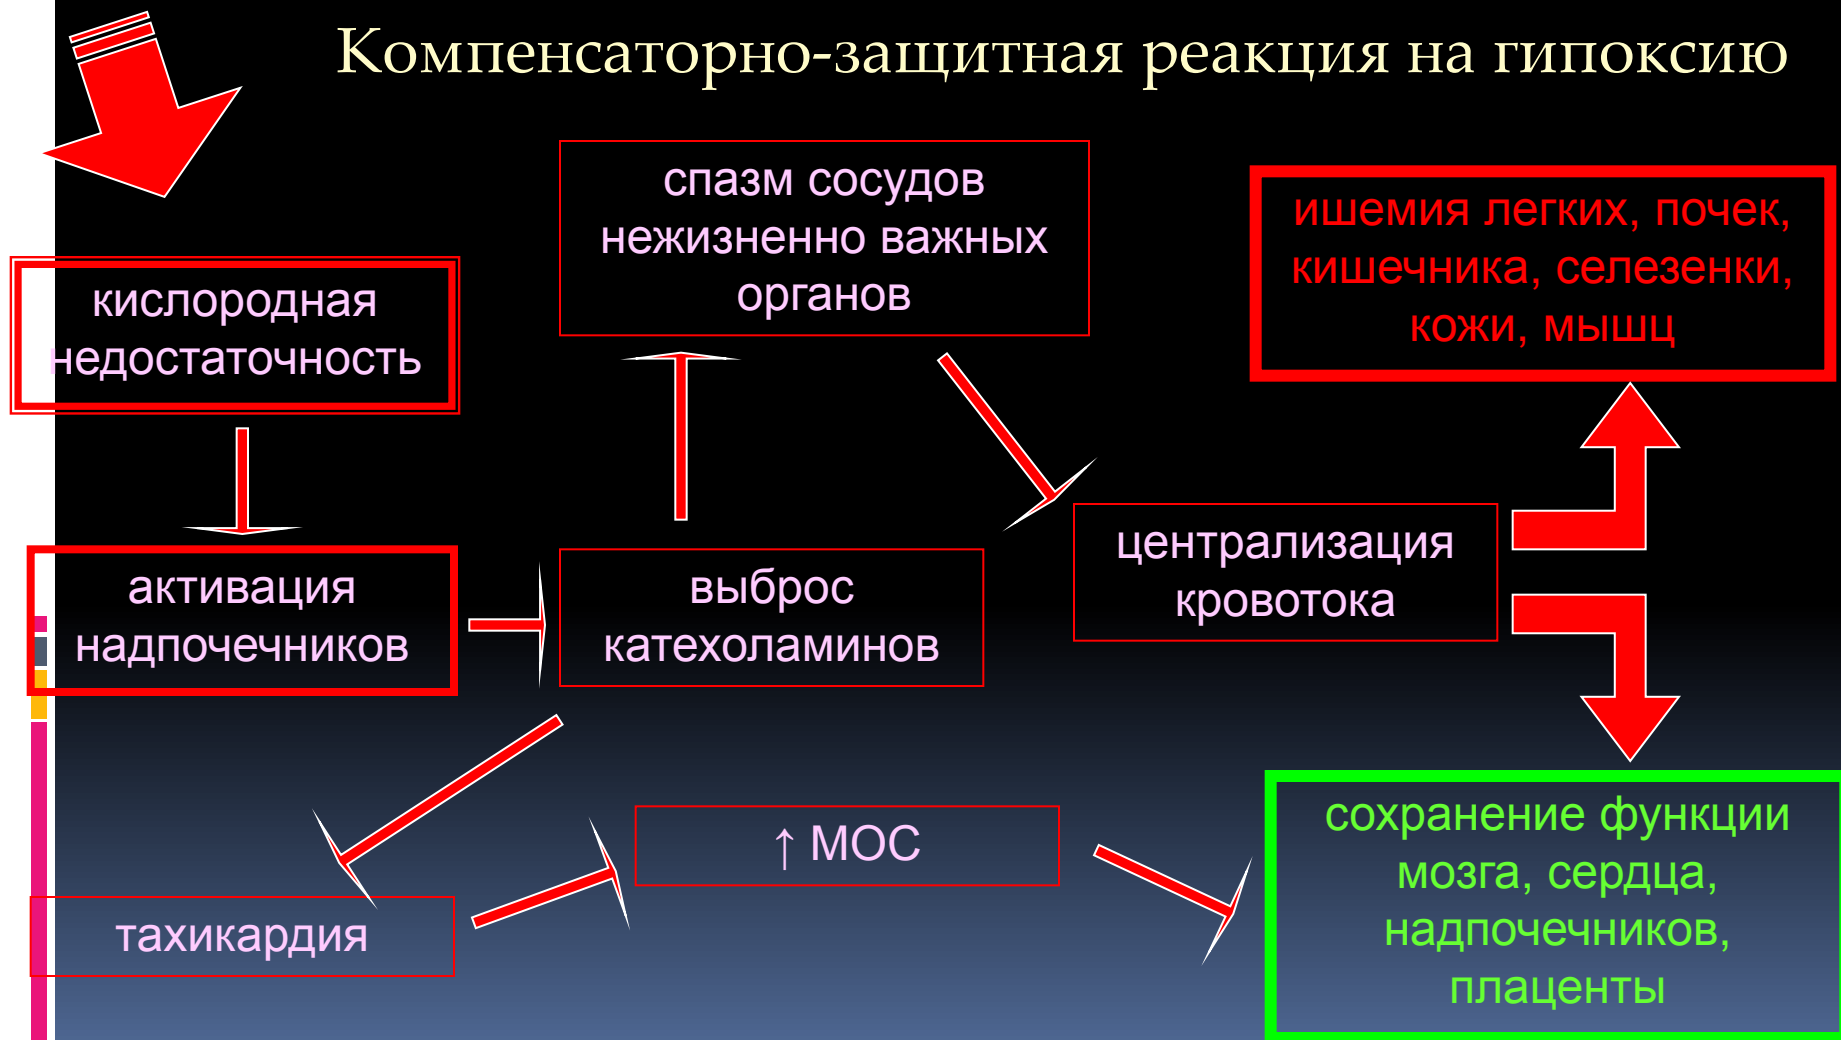 Компенсаторно-защитная реакция на гипоксию
кислородная
недостаточность
активация
надпочечников
выброс
катехоламинов
спазм сосудов
нежизненно важных
органов
централизация
кровотока
ишемия легких, почек,
кишечника, селезенки,
кожи, мышц
тахикардия
↑ МОС
сохранение функции
мозга, сердца,
надпочечников,
плаценты